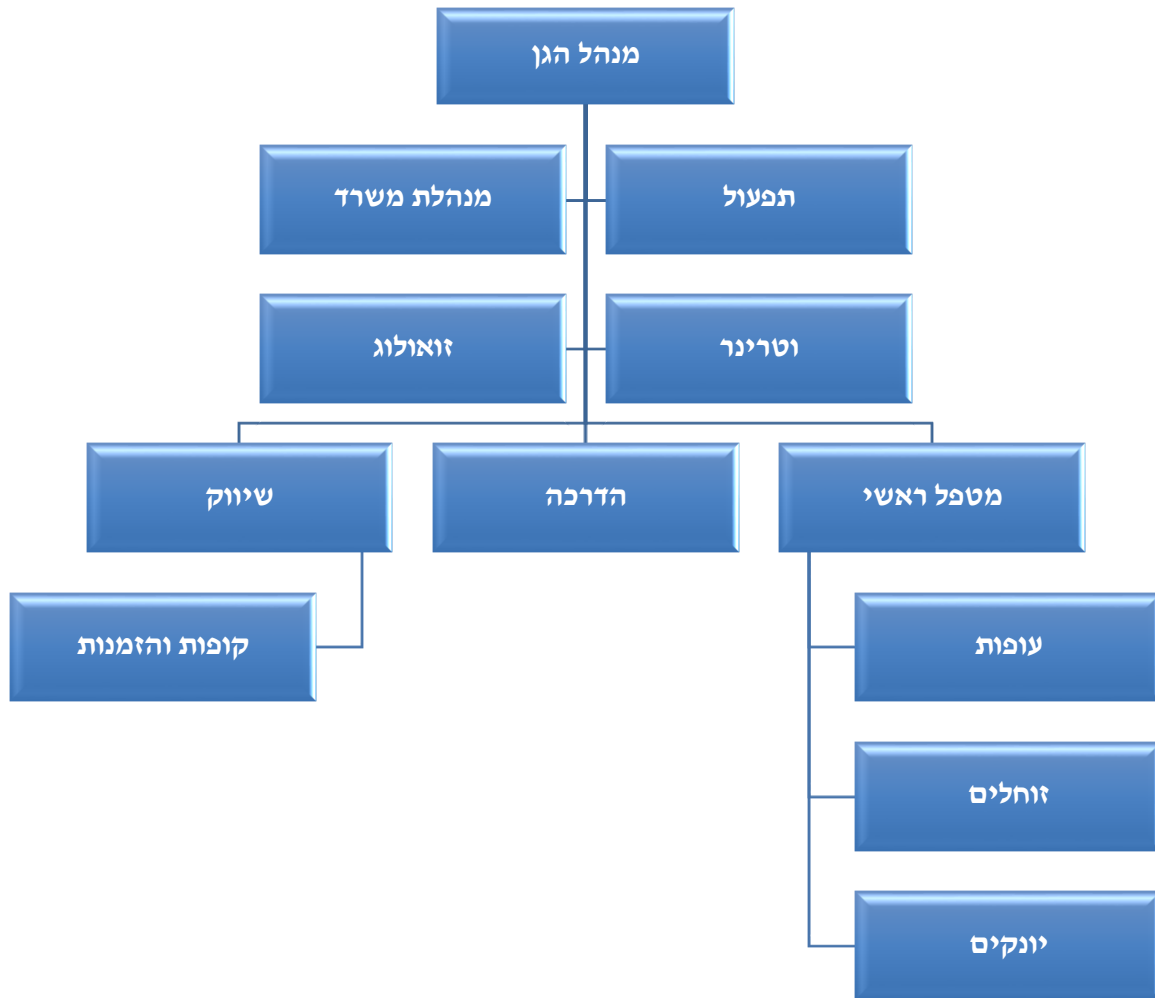 מנהל הגן
תפעול
מנהלת משרד
וטרינר
זואולוג
מטפל ראשי
הדרכה
שיווק
עופות
קופות והזמנות
זוחלים
יונקים